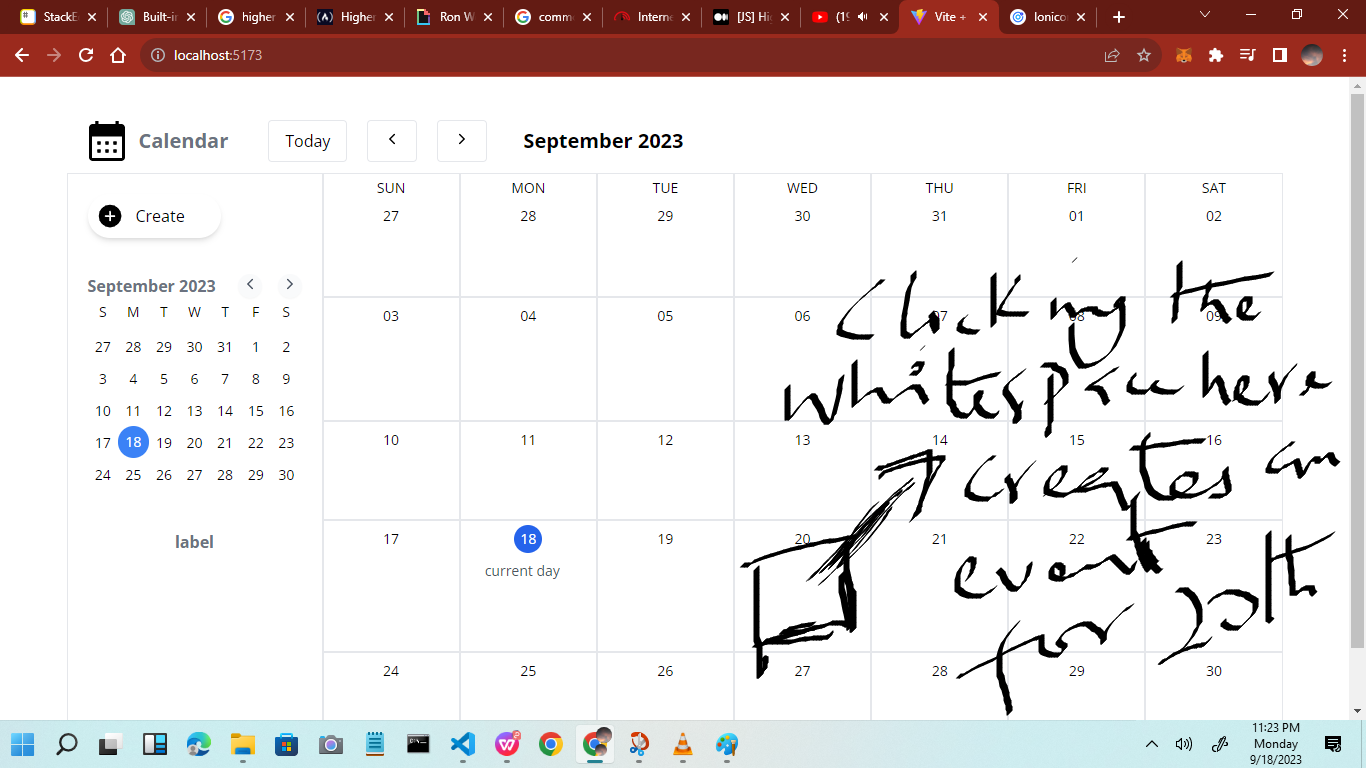 StackE
Built-in
higher
Higher
Ron W
comm
Interne
[JS] Hi
(19
Vite +
Ionico
localhost:5173
Calendar
Today
September 2023
Create
September 2023
S M T W T F S
27 28 29 30 31 1 2
3 4 5 6 7 8 9
10 11 12 13 14 15 16
17 18 19 20 21 22 23
24 25 26 27 28 29 30
label
SUN MON TUE WED THU FRI SAT
27 28 29 30 31 01 02
03 04 05 06 07 08 09
10 11 12 13 14 15 16
17 18 19 20 21 22 23
current day
24 25 26 27 28 29 30
Clicking the
whitespace here
creates an
event
for 20th
11:23 PM
Monday
9/18/2023